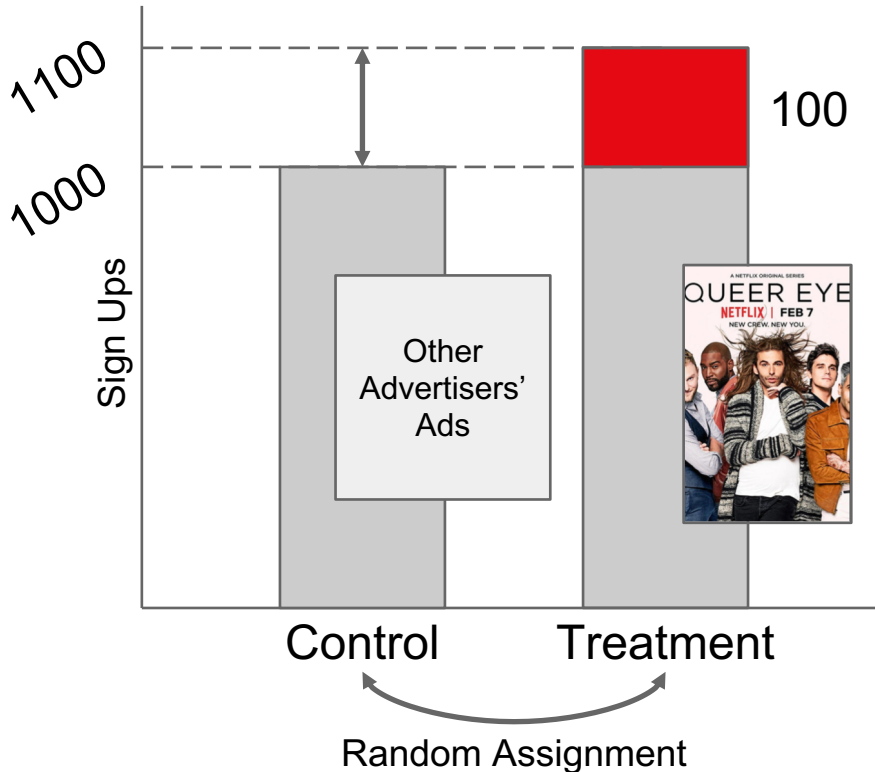 1100
100
1000
Sign Ups
Other
Advertisers’
Ads
A NETFLIX ORIGINAL SERIES
QUEER EYE
NETFLIX | FEB 7
NEW CREW. NEW YOU.
Control
Treatment
Random Assignment